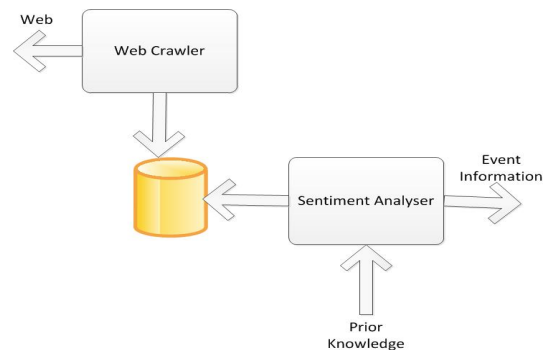 Web
Web Crawler
Sentiment Analyser
Event
Information
Prior
Knowledge